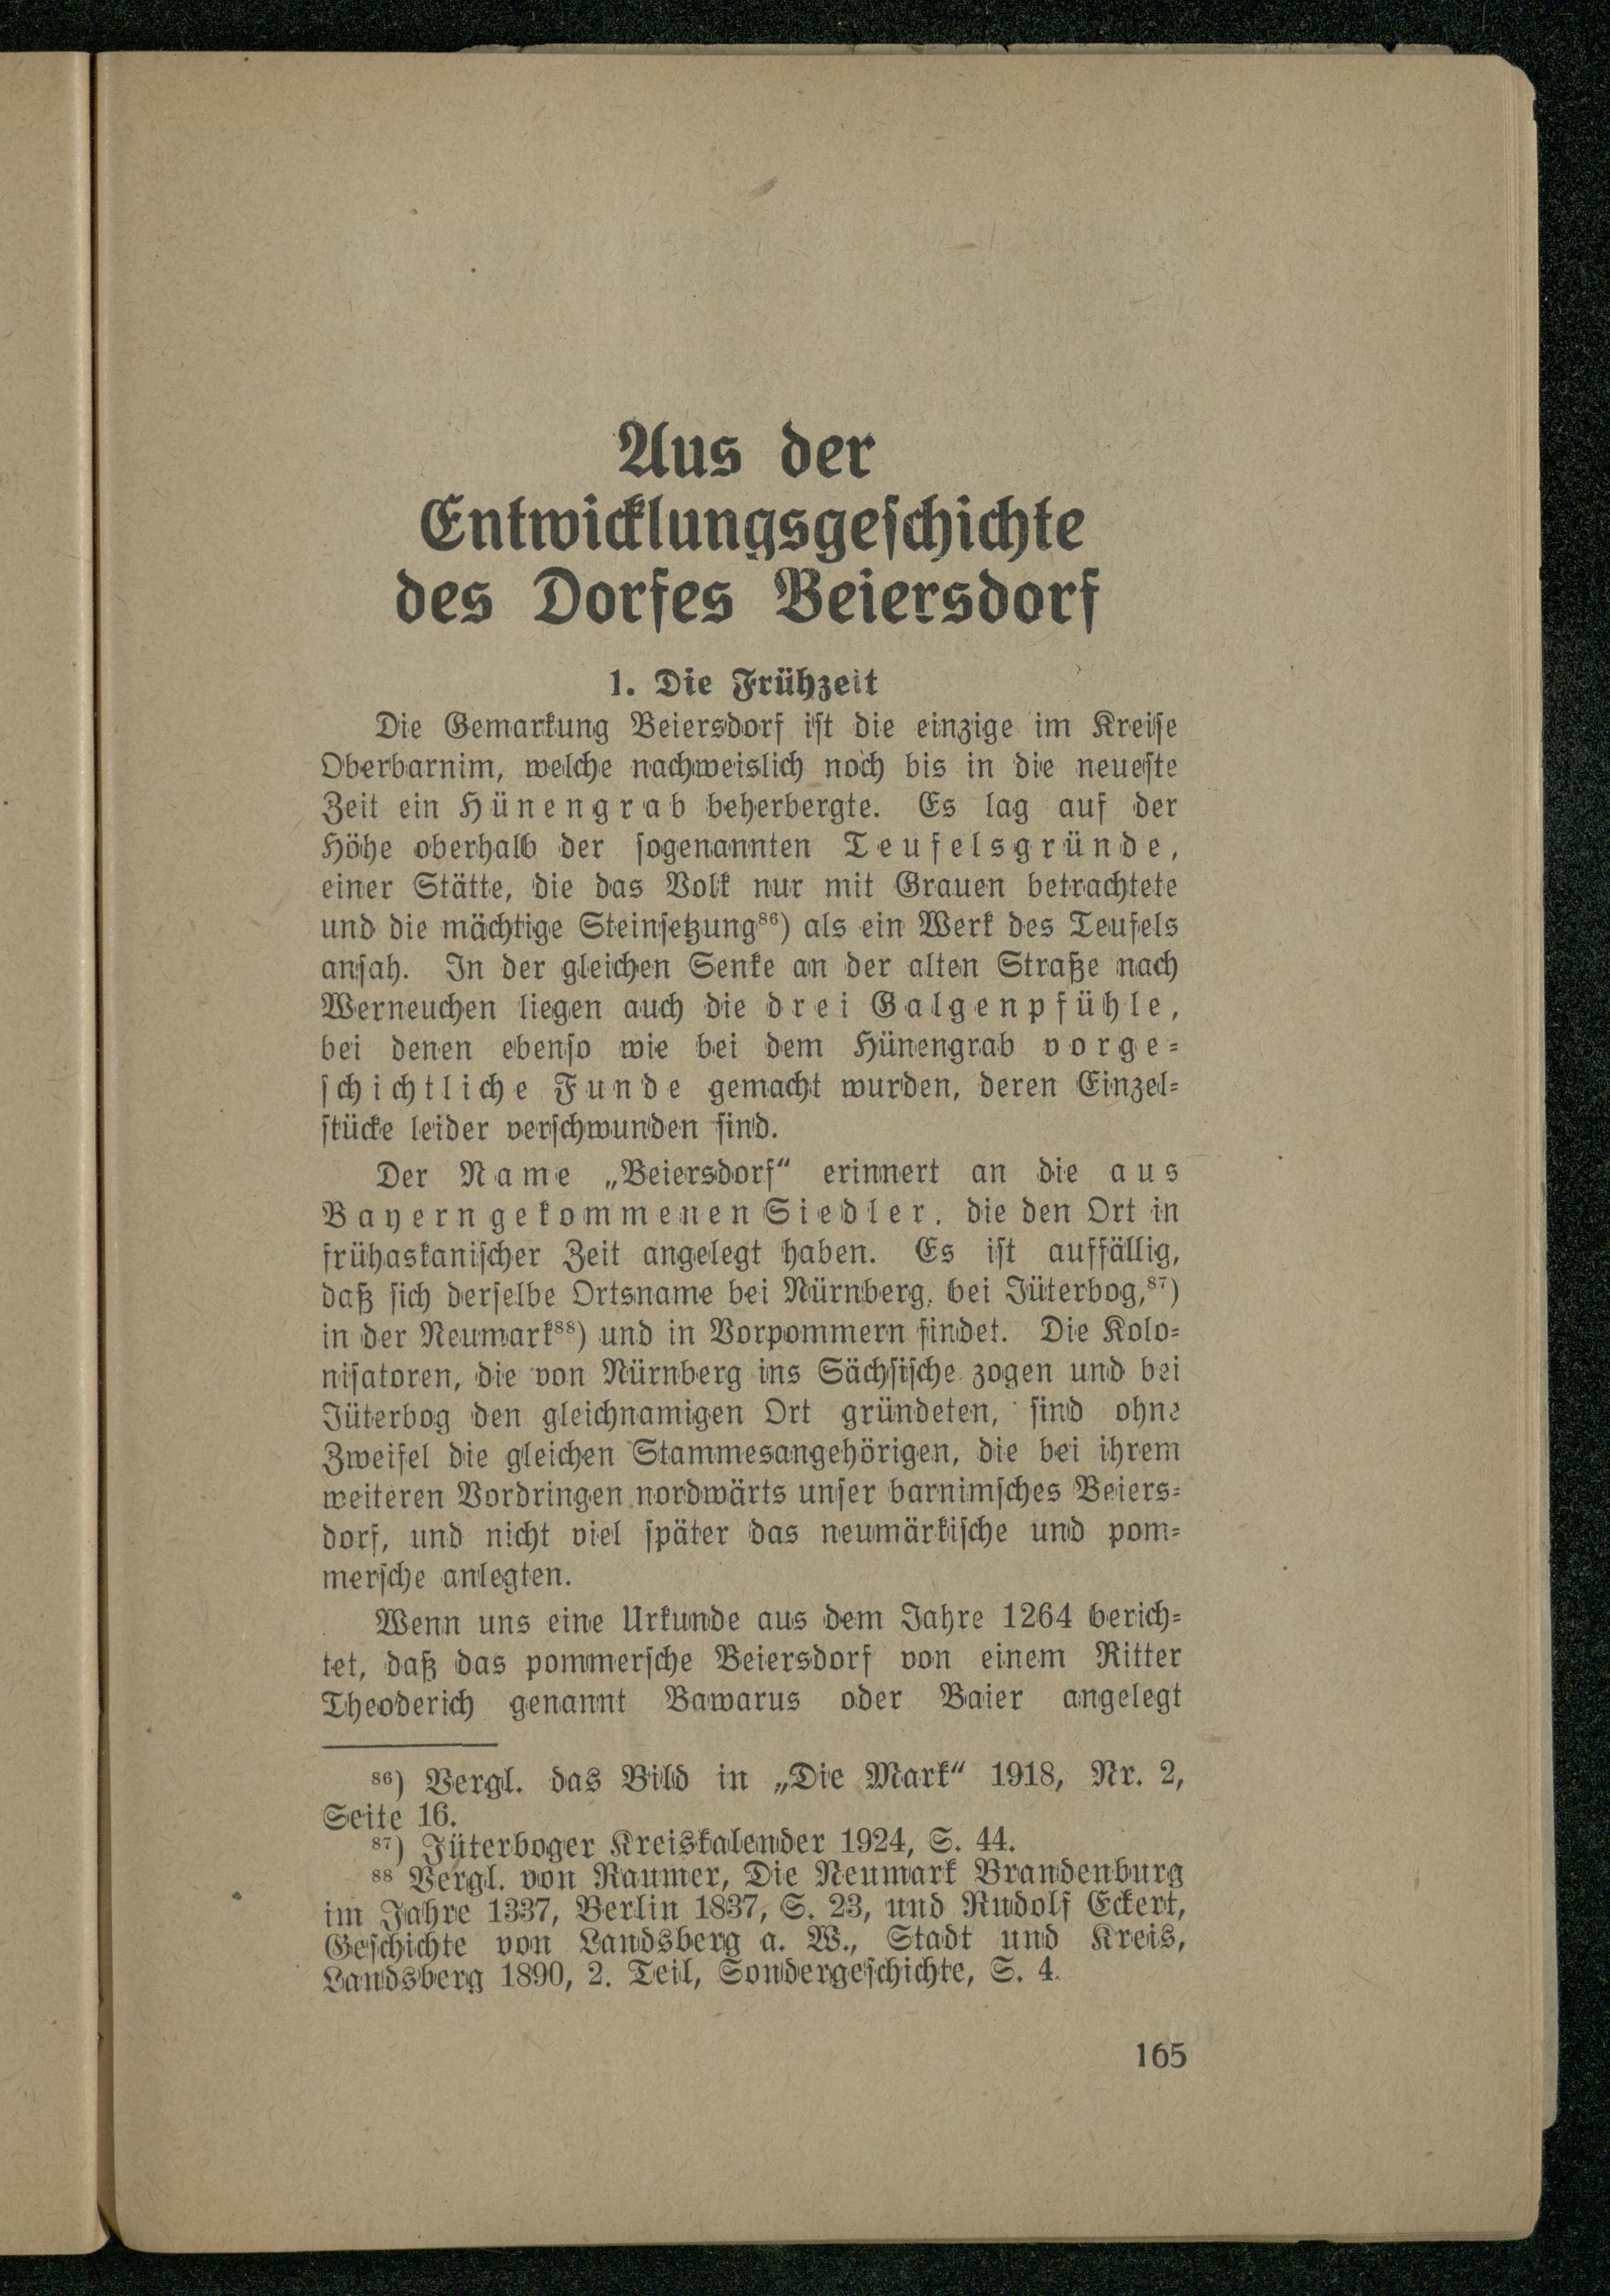 Aus der
Entwicklungsgeschichte
des Dorfes Beiersdorf
1. Die Frühzeit
Die Gemarkung Beiersdorf ist die einzige im Kreise
Oberbarnim, welche nachweislich noch bis in die neueste
Zeit ein Hünengrab beherbergte. Es lag auf der
Höhe oberhalb der sogenannten Teufelsgründe,
einer Stätte, die das Volk nur mit Grauen betrachtete
und die mächtige Steinsetzung⁸⁶) als ein Werk des Teufels
ansah. In der gleichen Senke an der alten Straße nach
Werneuchen liegen auch die drei Galgenpfühle,
bei denen ebenso wie bei dem Hünengrab vorge-
schichtliche Funde gemacht wurden, deren Einzel-
stücke leider verschwunden sind.
Der Name „Beiersdorf“ erinnert an die aus
Bayern gekommenen Siedler, die den Ort in
frühaskanischer Zeit angelegt haben. Es ist auffällig,
daß sich derselbe Ortsname bei Nürnberg, bei Jüterbog,⁸⁷)
in der Neumark⁸⁸) und in Vorpommern findet. Die Kolo-
nisatoren, die von Nürnberg ins Sächsische zogen und bei
Jüterbog den gleichnamigen Ort gründeten, sind ohne
Zweifel die gleichen Stammesangehörigen, die bei ihrem
weiteren Vordringen nordwärts unser barnimsches Beiers-
dorf, und nicht viel später das neumärkische und pom-
mersche anlegten.
Wenn uns eine Urkunde aus dem Jahre 1264 berich-
tet, daß das pommersche Beiersdorf von einem Ritter
Theoderich genannt Bawarus oder Baier angelegt
⁸⁶) Vergl. das Bild in „Die Mark“ 1918, Nr. 2,
Seite 16.
⁸⁷) Jüterboger Kreiskalender 1924, S. 44.
⁸⁸ Vergl. von Raumer, Die Neumark Brandenburg
im Jahre 1337, Berlin 1837, S. 23, und Rudolf Eckert,
Geschichte von Landsberg a. W., Stadt und Kreis,
Landsberg 1890, 2. Teil, Sondergeschichte, S. 4.
165